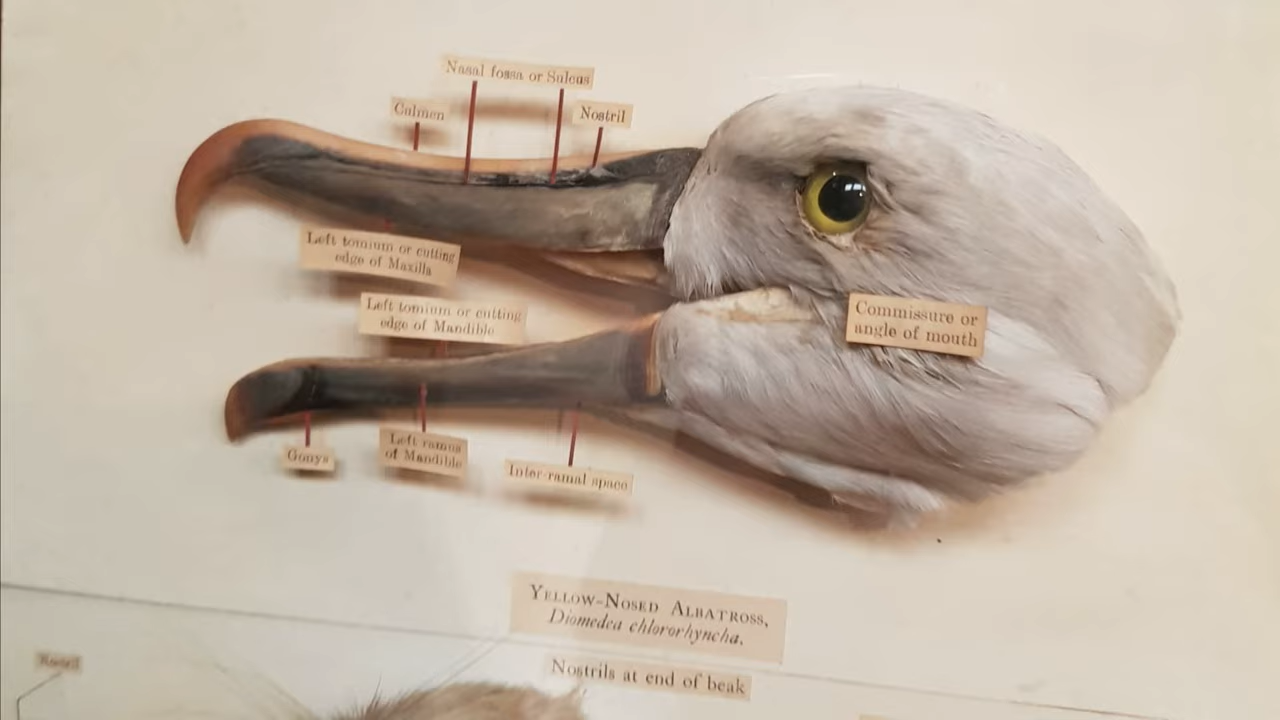 Nasal fossa or Sulcus
Culmen
Nostril
Left tomium or cutting
edge of Maxilla
Left tomium or cutting
edge of Mandible
Commissure or
angle of mouth
Gonys
Left ramus
of Mandible
Inter-ramal space
Yellow-Nosed Albatross,
Diomedea chlororhyncha.
Nostrils at end of beak